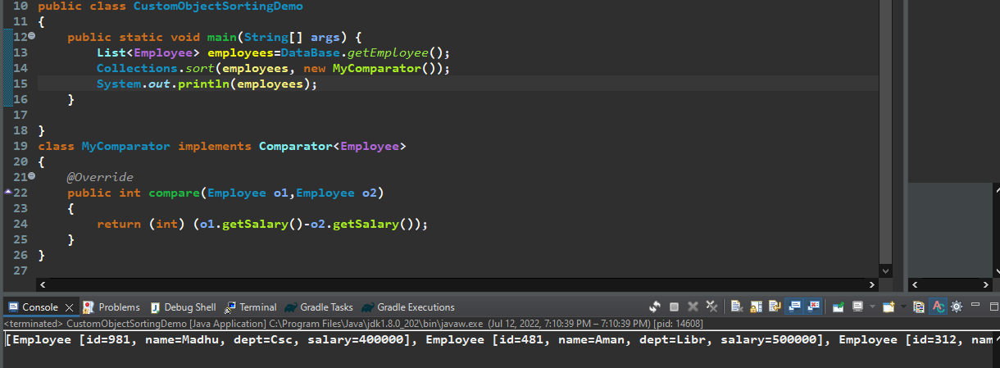 10 public class CustomObjectSortingDemo
11 {
12 public static void main(String[] args) {
13 List<Employee> employees=DataBase.getEmployee();
14 Collections.sort(employees, new MyComparator());
15 System.out.println(employees);
16 }
17
18 }
19 class MyComparator implements Comparator<Employee>
20 {
21 @Override
22 public int compare(Employee o1,Employee o2)
23 {
24 return (int) (o1.getSalary()-o2.getSalary());
25 }
26 }
27
Console Problems Debug Shell Terminal Gradle Tasks Gradle Executions
<terminated> CustomObjectSortingDemo [Java Application] C:\Program Files\Java\jdk1.8.0_202\bin\javaw.exe (Jul 12, 2022, 7:10:39 PM – 7:10:39 PM) [pid: 14608]
[Employee [id=981, name=Madhu, dept=Csc, salary=400000], Employee [id=481, name=Aman, dept=Libr, salary=500000], Employee [id=312, nam